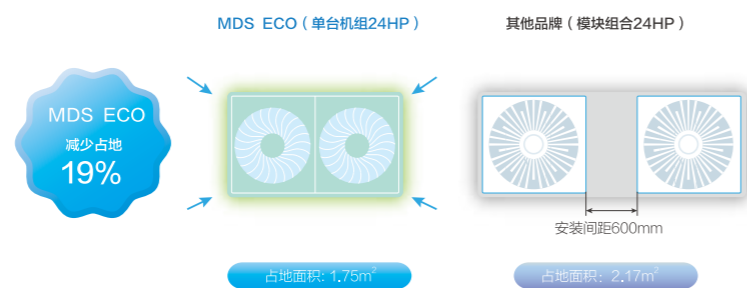 MDS ECO（单台机组24HP）
其他品牌（模块组合24HP）
MDS ECO
减少占地
19%
安装间距600mm
占地面积: 1.75m²
占地面积: 2.17m²